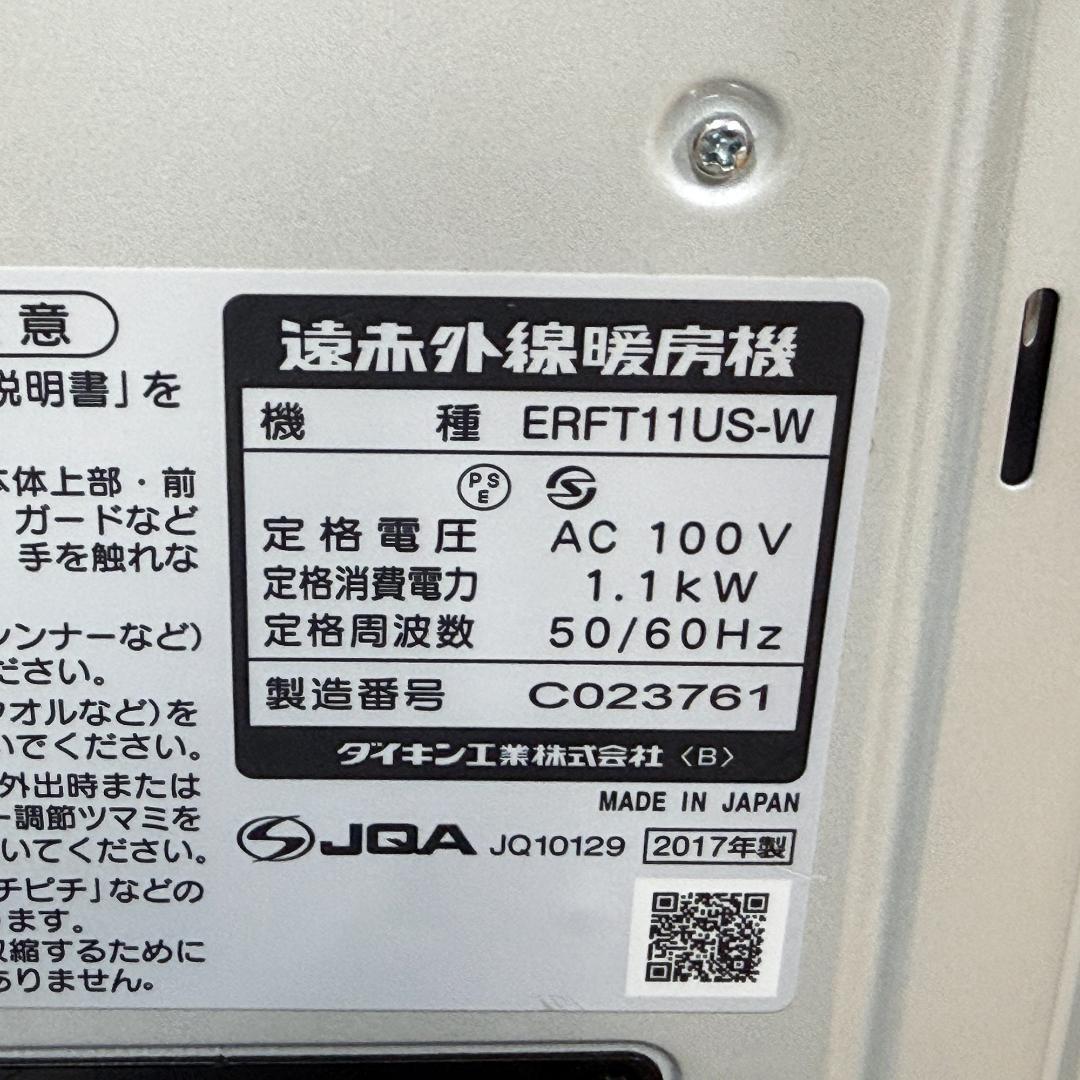 意
説明書」を
本体上部・前
ガードなど
手を触れな
シンナーなど)
ださい。
タオルなど)を
いでください。
外出時または
ー調節ツマミを
いてください。
チピチ」などの
ります。
収縮するために
ありません。
遠赤外線暖房機
機 種 ERFT11US-W
PSE
定格電圧 AC 100V
定格消費電力 1.1kW
定格周波数 50/60Hz
製造番号 C023761
ダイキン工業株式会社〈B〉
MADE IN JAPAN
JQA JQ10129 2017年製